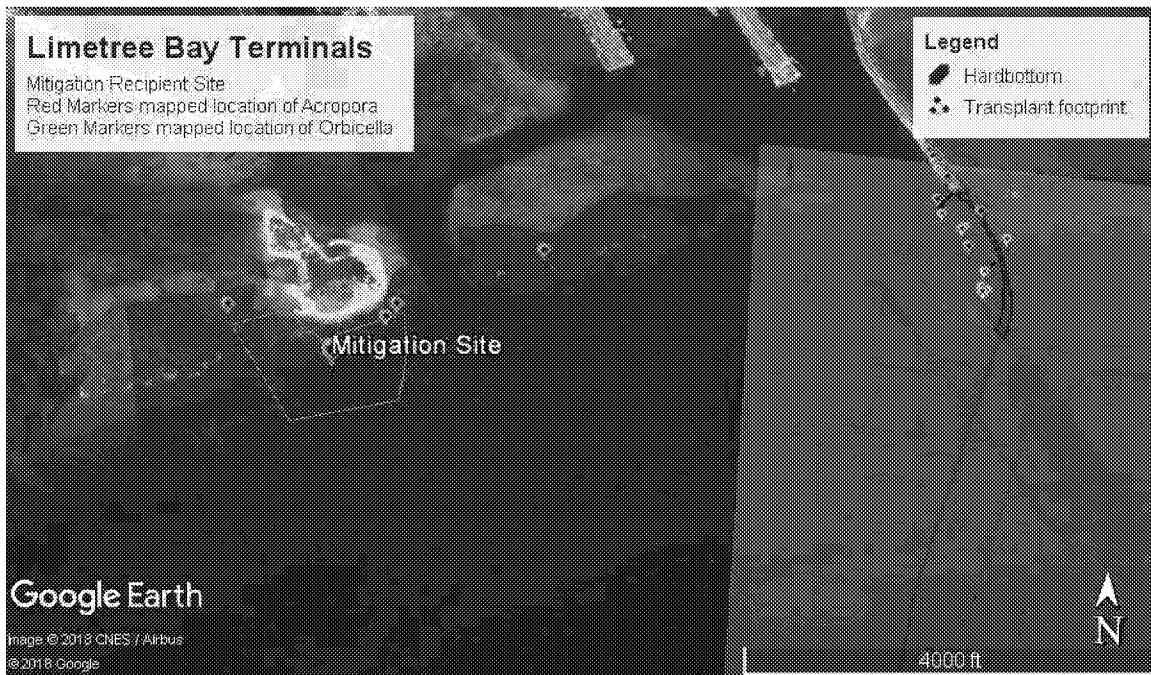 Limetree Bay Terminals
Mitigation Recipient Site
Red Markers mapped location of Acropora
Green Markers mapped location of Orbicella
Legend
Hardbottom
Transplant footprint
Mitigation Site
Google Earth
Image © 2018 CNES / Airbus
© 2018 Google
N
4000 ft